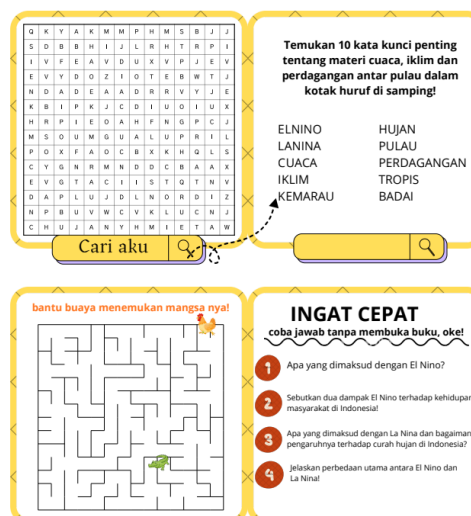 Q K Y A K M M P H M S B J J
S D B B H I J L R H T R P I
I V F E A V D U X V P J E V
E V Y D O Z I O T E B W T J
N D A D E A A D R R V Y J E
K B I P K J C D I U O I U X
H R P I E O A H F N G P C J
M S O U M G U A L U P R I L
P O X F A O C B X K H Q L S
C Y G N R M N D D C B A A X
E V G T A C I I S T Q T N V
D A P L U J D L N O R D I Z
N P B U V W C V K L U C N J
C H U J A N Y H M I E T A W
Cari aku
Temukan 10 kata kunci penting
tentang materi cuaca, iklim dan
perdagangan antar pulau dalam
kotak huruf di samping!
ELNINO
LANINA
CUACA
IKLIM
KEMARAU
HUJAN
PULAU
PERDAGANGAN
TROPIS
BADAI
bantu buaya menemukan mangsa nya!
INGAT CEPAT
coba jawab tanpa membuka buku, oke!
1 Apa yang dimaksud dengan El Nino?
2 Sebutkan dua dampak El Nino terhadap kehidupan
masyarakat di Indonesia!
3 Apa yang dimaksud dengan La Nina dan bagaiman
pengaruhnya terhadap curah hujan di Indonesia?
4 Jelaskan perbedaan utama antara El Nino dan
La Nina!